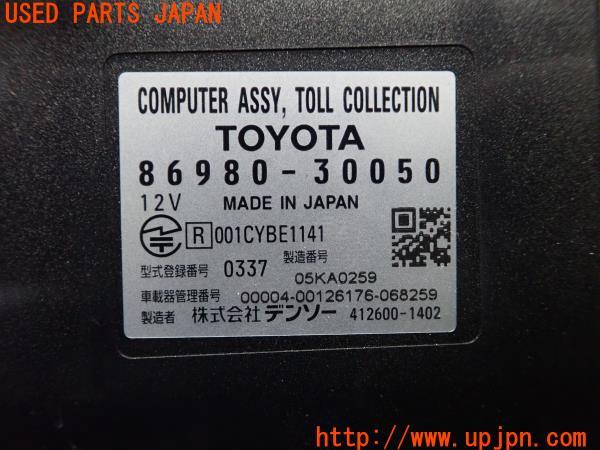 USED PARTS JAPAN
COMPUTER ASSY, TOLL COLLECTION
TOYOTA
86980-30050
12V MADE IN JAPAN
R 001CYBE1141
型式登録番号 0337 製造番号 05KA0259
車載器管理番号 00004-00126176-068259
製造者 株式会社デンソー 412600-1402
http://www.upjpn.com/